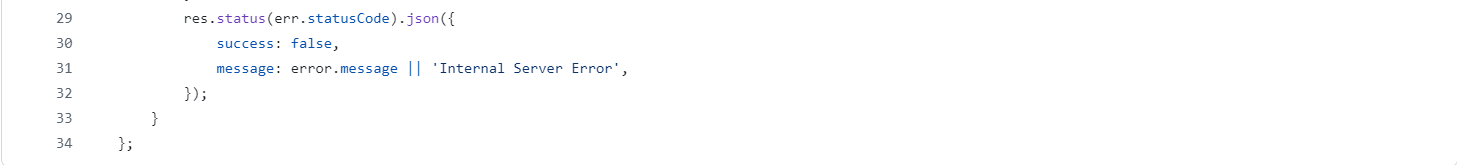 29 res.status(err.statusCode).json({
30 success: false,
31 message: error.message || 'Internal Server Error',
32 });
33 }
34 };